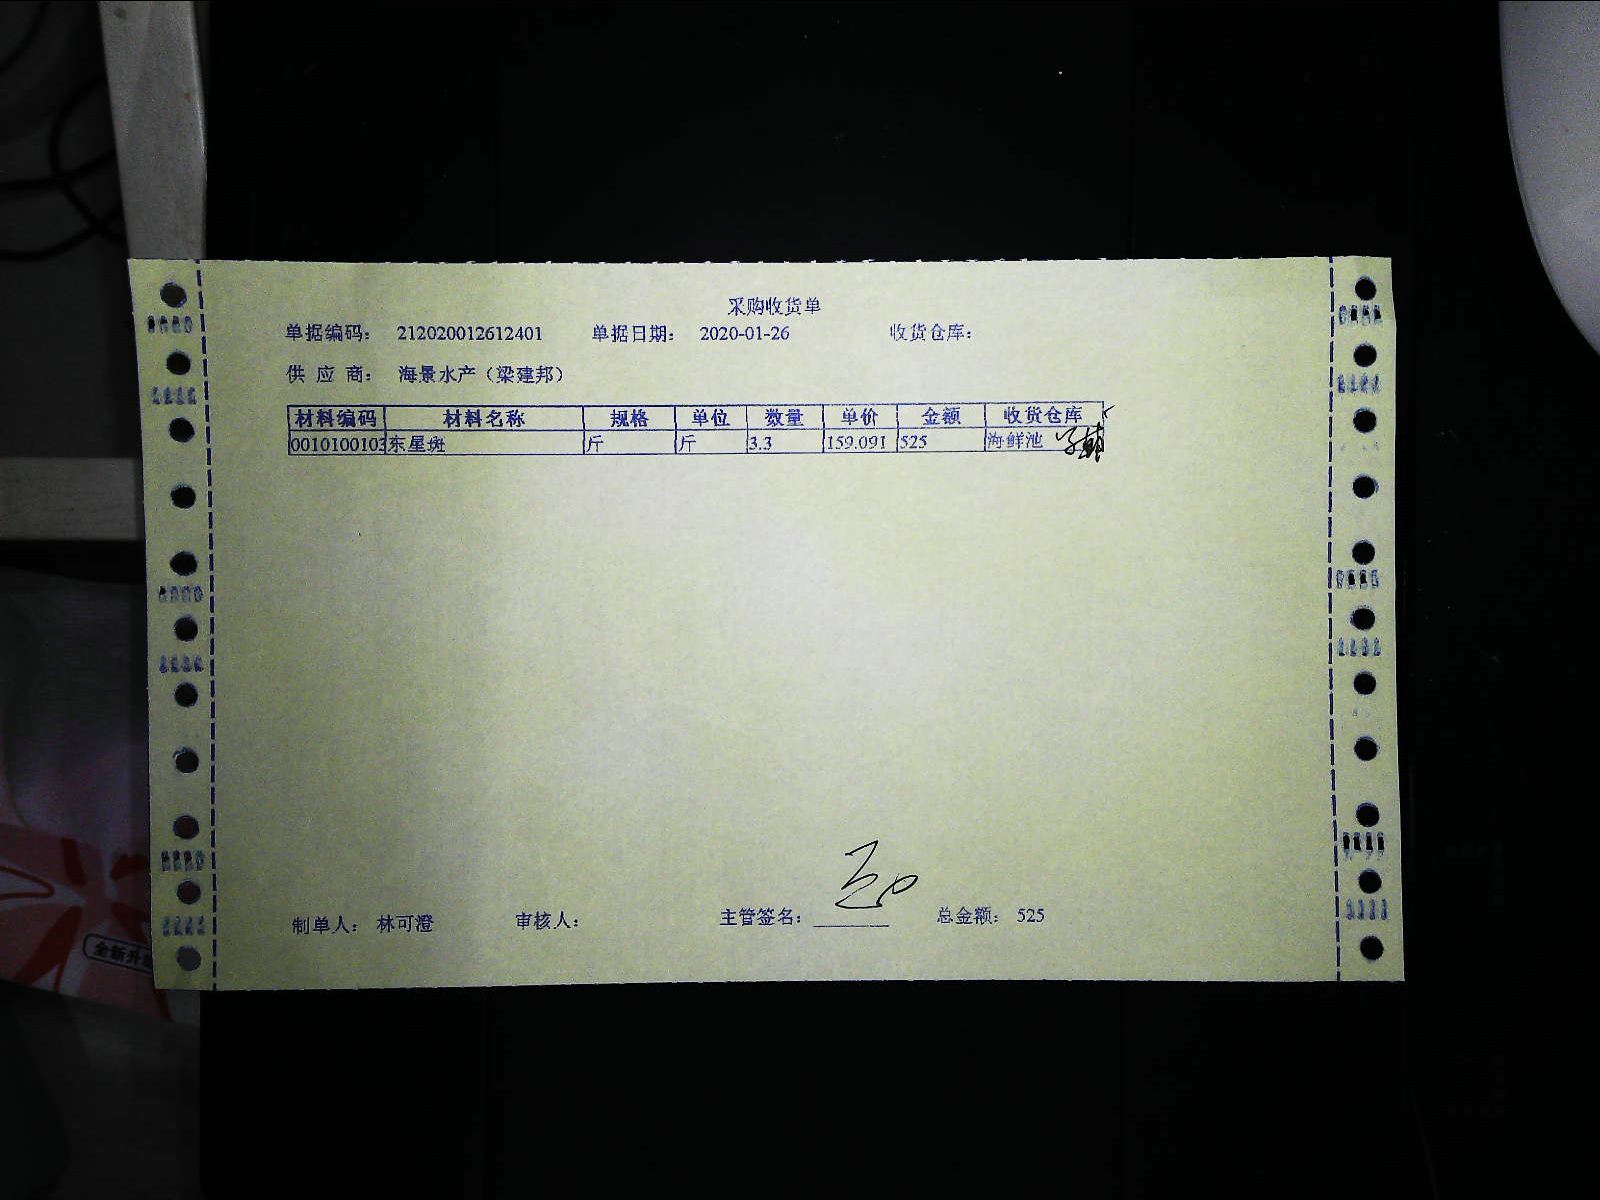 采购收货单
单据编码： 212020012612401 单据日期： 2020-01-26 收货仓库：
供 应 商： 海景水产（梁建邦）
材料编码 材料名称 规格 单位 数量 单价 金额 收货仓库
0010100103 东星斑 斤 斤 3.3 159.091 525 海鲜池
制单人： 林可澄 审核人： 主管签名： 总金额： 525
全新升级